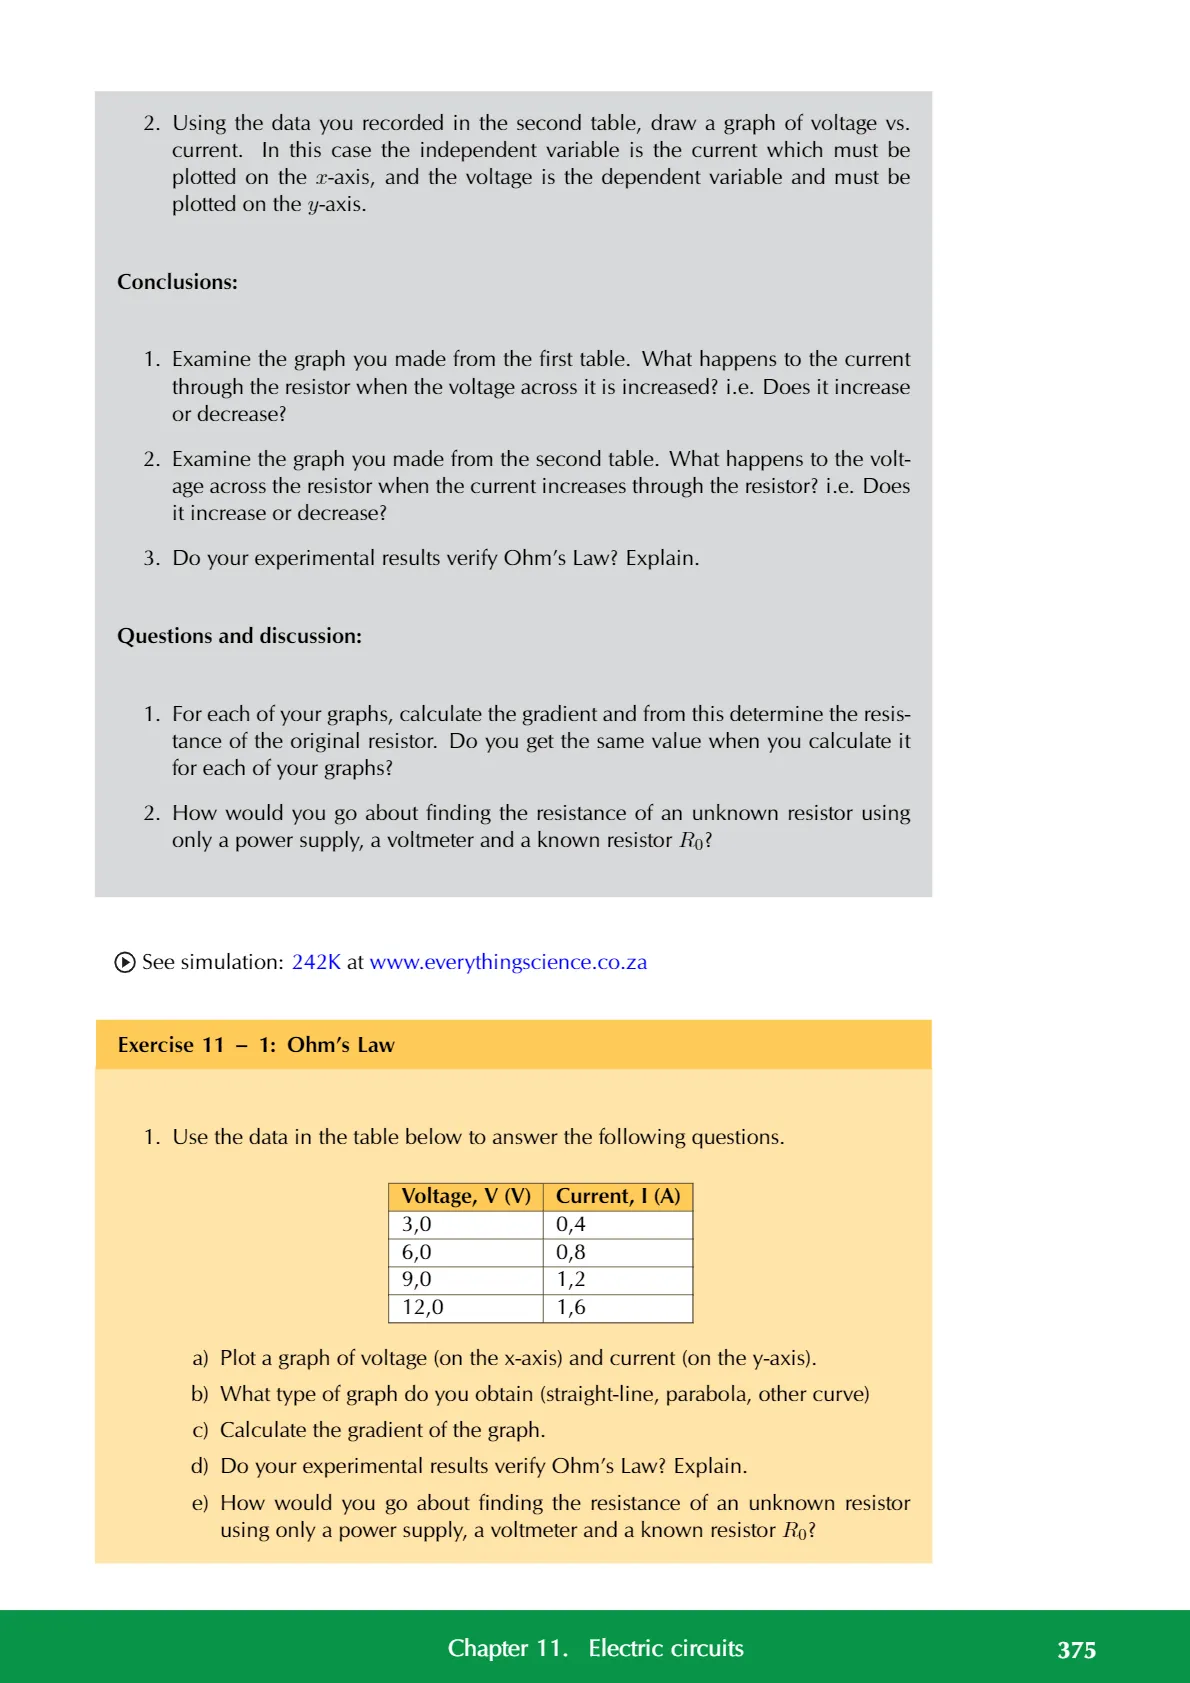 2. Using the data you recorded in the second table, draw a graph of voltage vs.
current. In this case the independent variable is the current which must be
plotted on the x-axis, and the voltage is the dependent variable and must be
plotted on the y-axis.
Conclusions:
1. Examine the graph you made from the first table. What happens to the current
through the resistor when the voltage across it is increased? i.e. Does it increase
or decrease?
2. Examine the graph you made from the second table. What happens to the volt-
age across the resistor when the current increases through the resistor? i.e. Does
it increase or decrease?
3. Do your experimental results verify Ohm's Law? Explain.
Questions and discussion:
1. For each of your graphs, calculate the gradient and from this determine the resis-
tance of the original resistor. Do you get the same value when you calculate it
for each of your graphs?
2. How would you go about finding the resistance of an unknown resistor using
only a power supply, a voltmeter and a known resistor R₀?
See simulation: 242K at www.everythingscience.co.za
Exercise 11 – 1: Ohm's Law
1. Use the data in the table below to answer the following questions.
Voltage, V (V) Current, I (A)
3,0 0,4
6,0 0,8
9,0 1,2
12,0 1,6
a) Plot a graph of voltage (on the x-axis) and current (on the y-axis).
b) What type of graph do you obtain (straight-line, parabola, other curve)
c) Calculate the gradient of the graph.
d) Do your experimental results verify Ohm's Law? Explain.
e) How would you go about finding the resistance of an unknown resistor
using only a power supply, a voltmeter and a known resistor R₀?
Chapter 11. Electric circuits 375